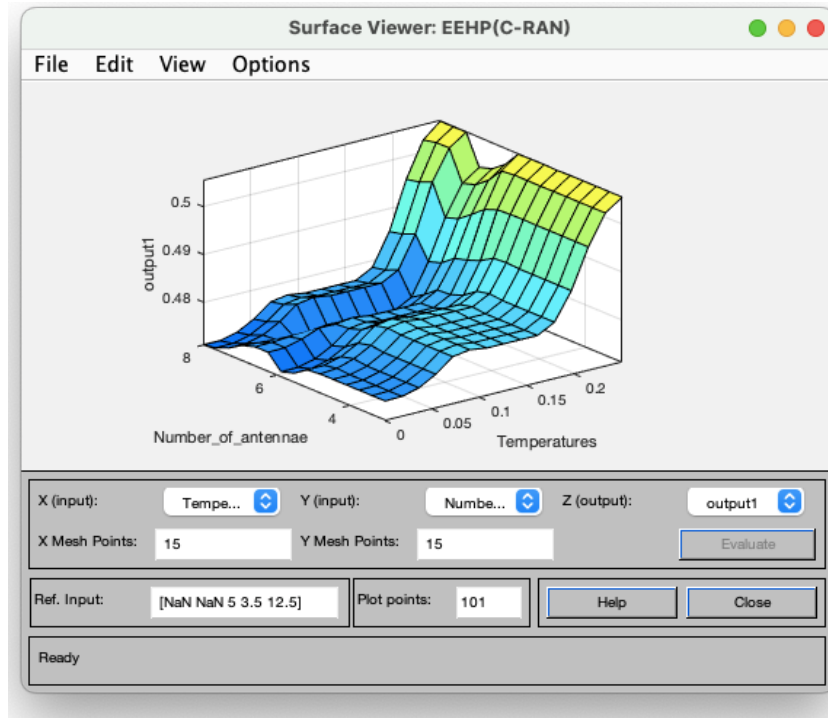 Surface Viewer: EEHP(C-RAN)
File Edit View Options
0.5
0.49
0.48
output1
8
6
4
Number_of_antennae
0
0.05
0.1
0.15
0.2
Temperatures
X (input): Tempe... Y (input): Numbe... Z (output): output1
X Mesh Points: 15 Y Mesh Points: 15 Evaluate
Ref. Input: [NaN NaN 5 3.5 12.5] Plot points: 101 Help Close
Ready